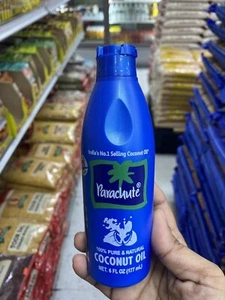 India's No.1 Selling Coconut Oil*
Parachute®
100% PURE & NATURAL
COCONUT OIL
NET. 6 FL OZ (177 mL)